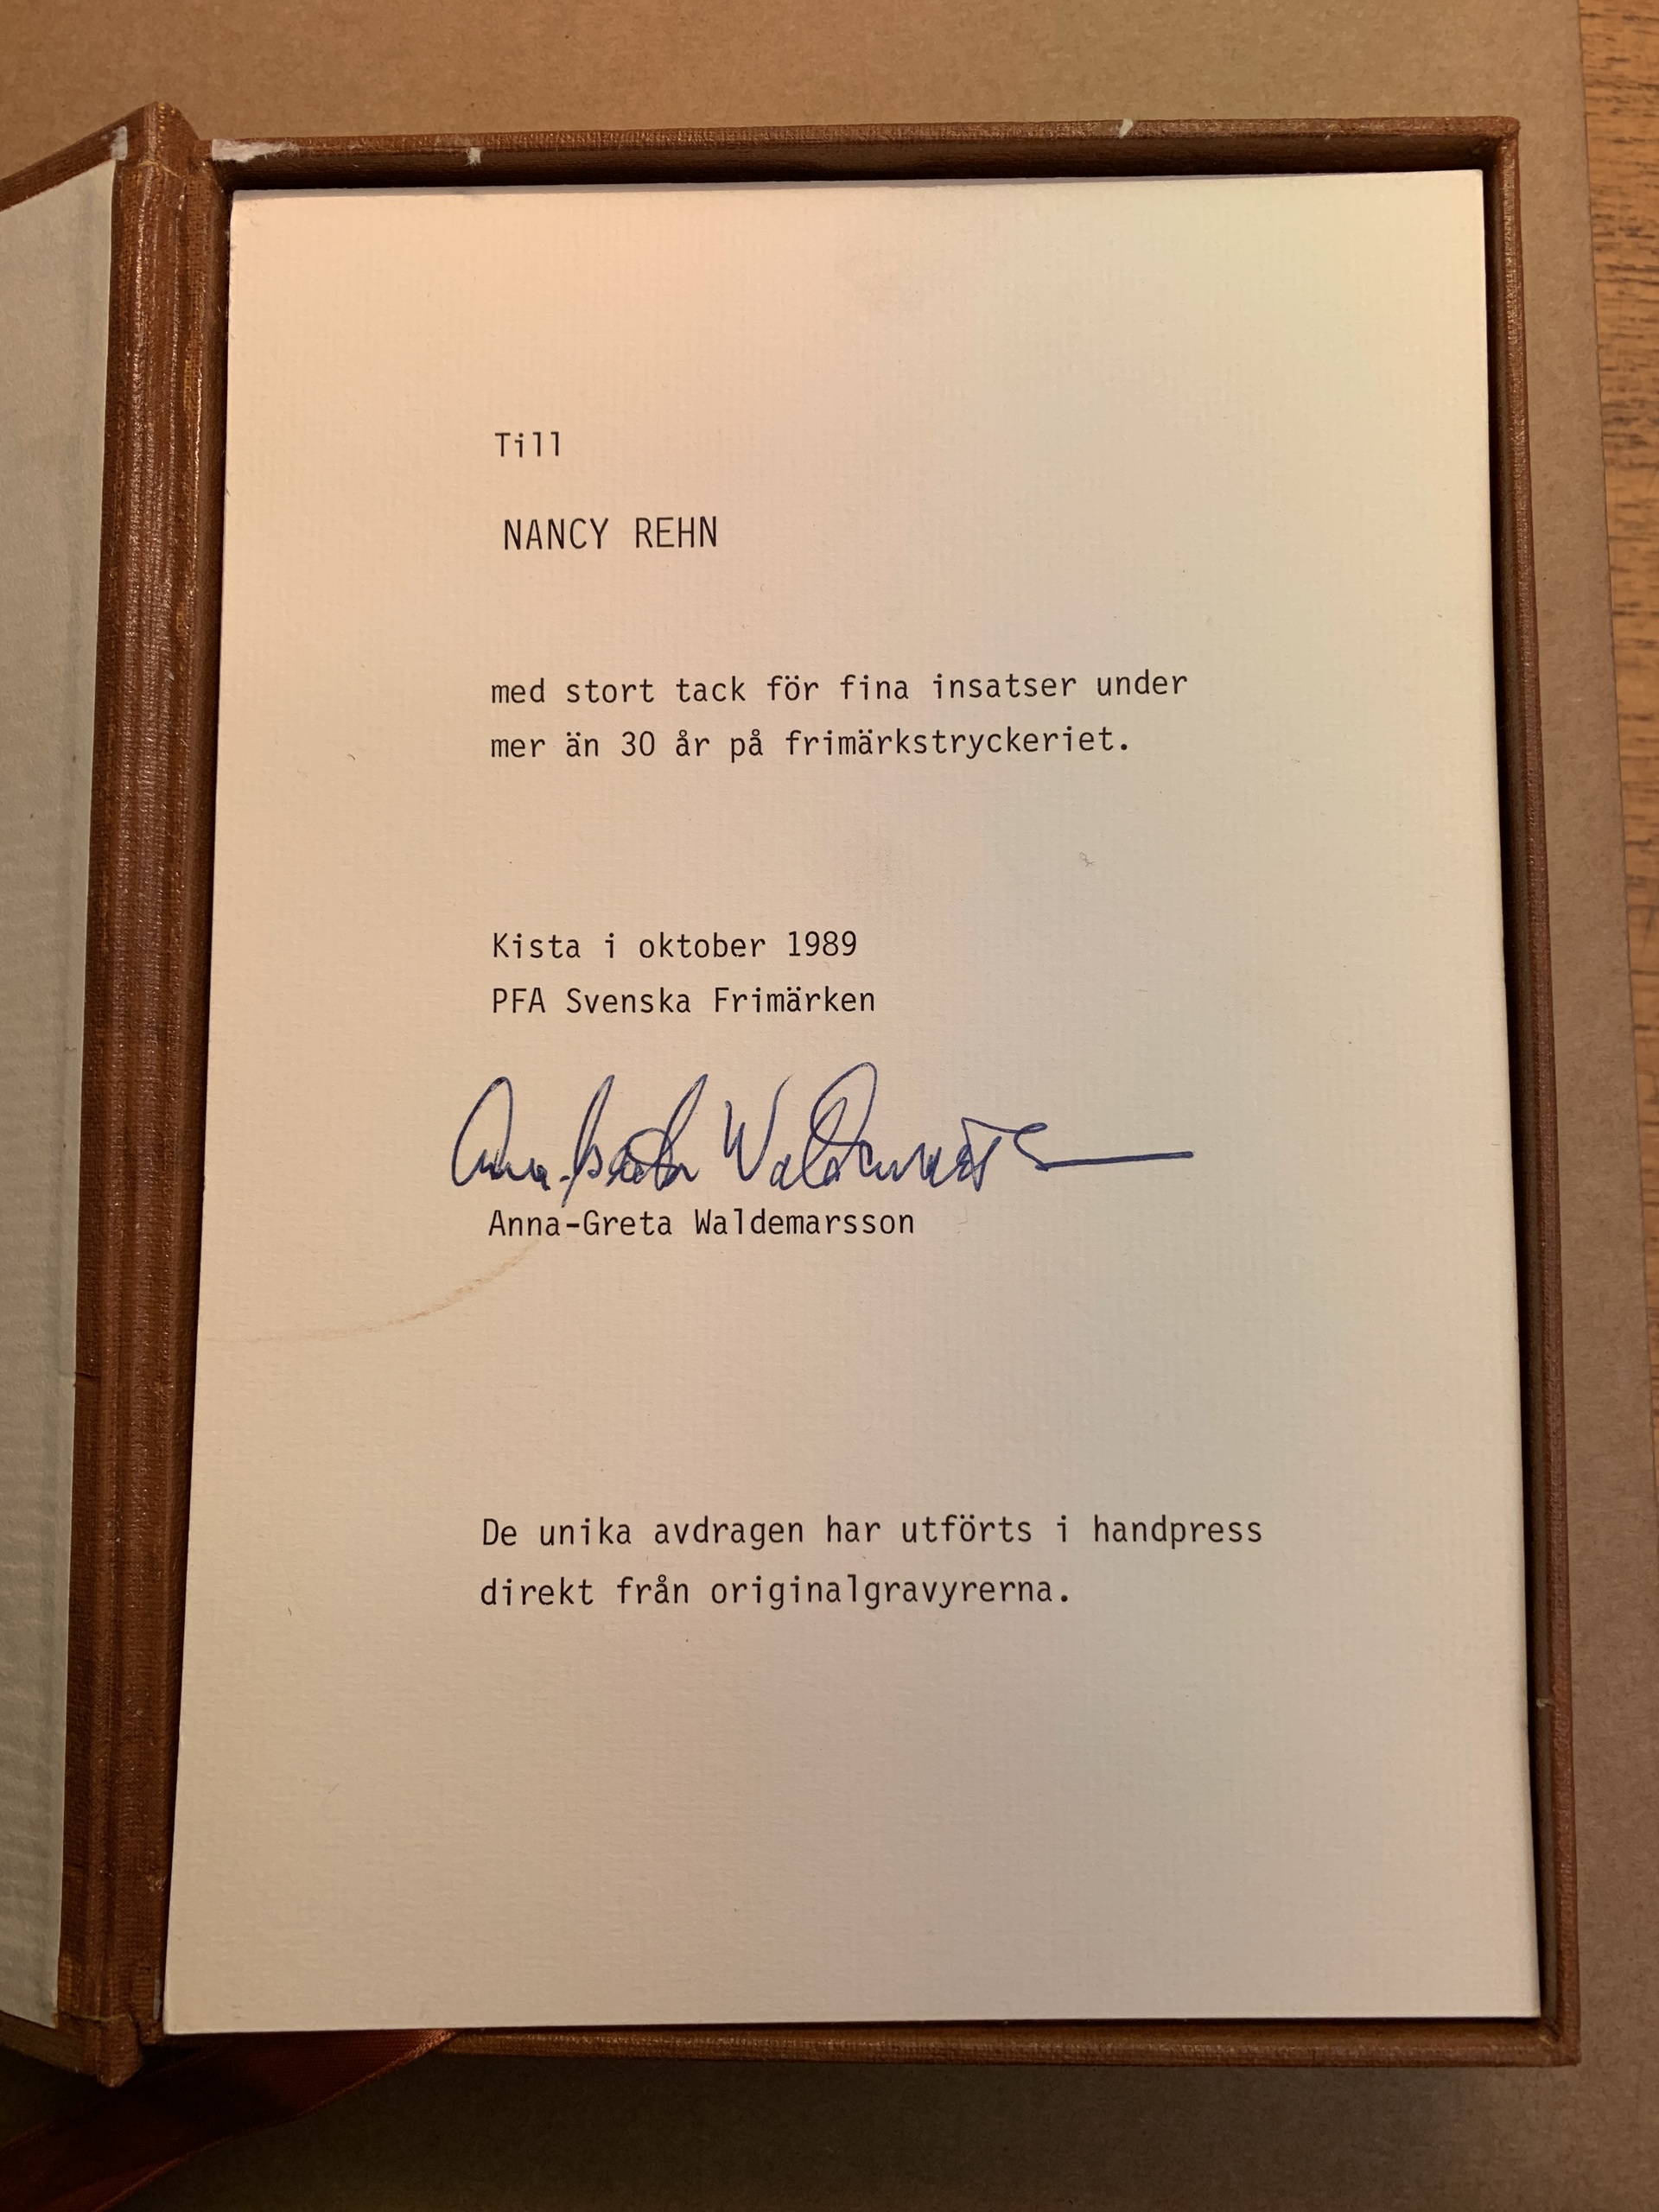 Till
NANCY REHN
med stort tack för fina insatser under
mer än 30 år på frimärkstryckeriet.
Kista i oktober 1989
PFA Svenska Frimärken
Anna-Greta Waldemarsson
Anna-Greta Waldemarsson
De unika avdragen har utförts i handpress
direkt från originalgravyrerna.